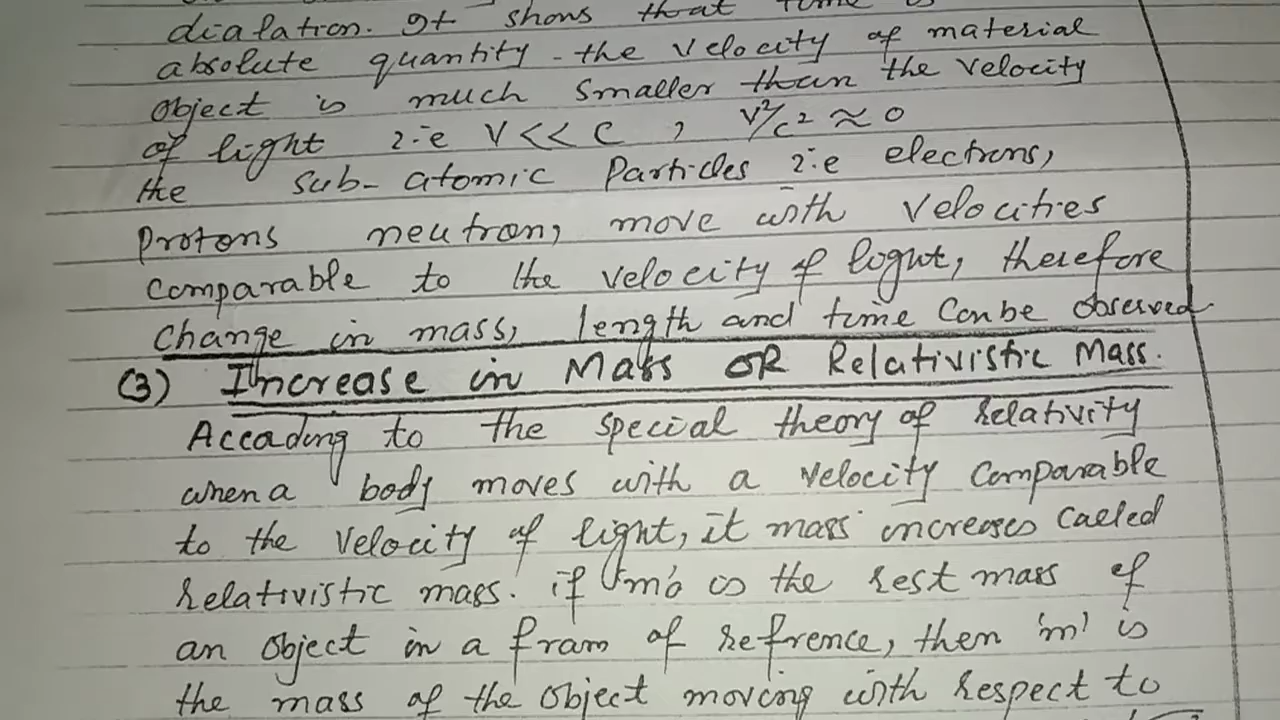 dialation. It shows that time is
absolute quantity - the velocity of material
object is much smaller than the velocity
of light i.e V << C , V²/C² ≈ 0
the sub-atomic Particles i.e electrons,
Protons neutron, move with velocities
Comparable to the velocity of loght, therefore
Change in mass, length and time Can be observed
(3) Increase in Mass OR Relativistic Mass.
Accading to the special theory of relativity
when a body moves with a velocity Comparable
to the velocity of light, it mass increases called
relativistic mass. if 'mo' is the rest mass of
an object in a fram of refrence, then 'm' is
the mass of the object moving with respect to